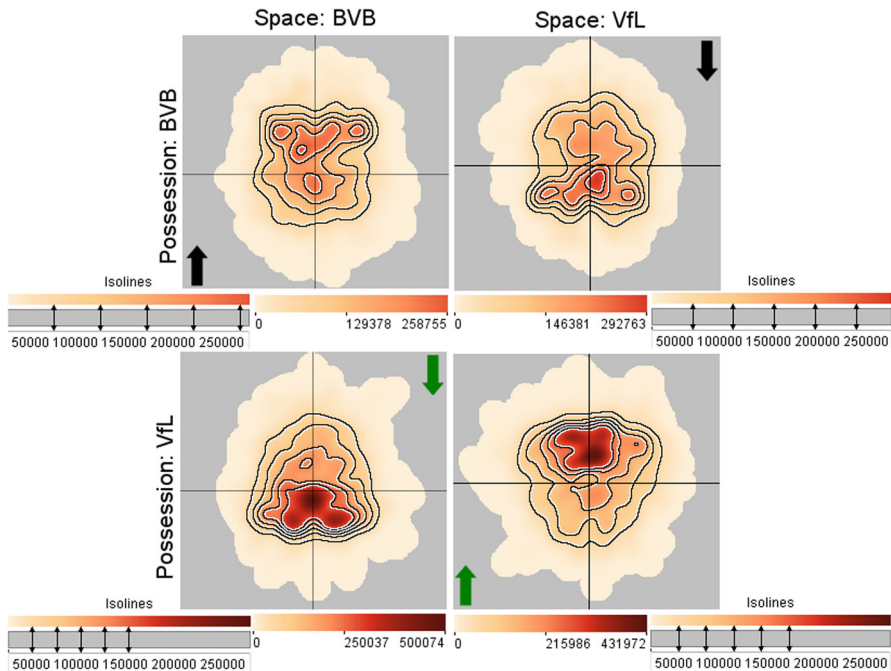 Space: BVB
Space: VfL
Possession: BVB
Isolines
50000 100000 150000 200000 250000
0 129378 258755
0 146381 292763
Isolines
50000 100000 150000 200000 250000
Possession: VfL
Isolines
50000 100000 150000 200000 250000
0 250037 500074
0 215986 431972
Isolines
50000 100000 150000 200000 250000